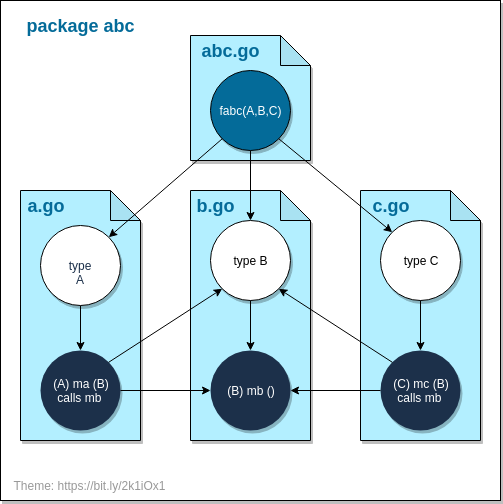 package abc
abc.go
fabc(A,B,C)
a.go
b.go
c.go
type
A
type B
type C
(A) ma (B)
calls mb
(B) mb ()
(C) mc (B)
calls mb
Theme: https://bit.ly/2k1iOx1